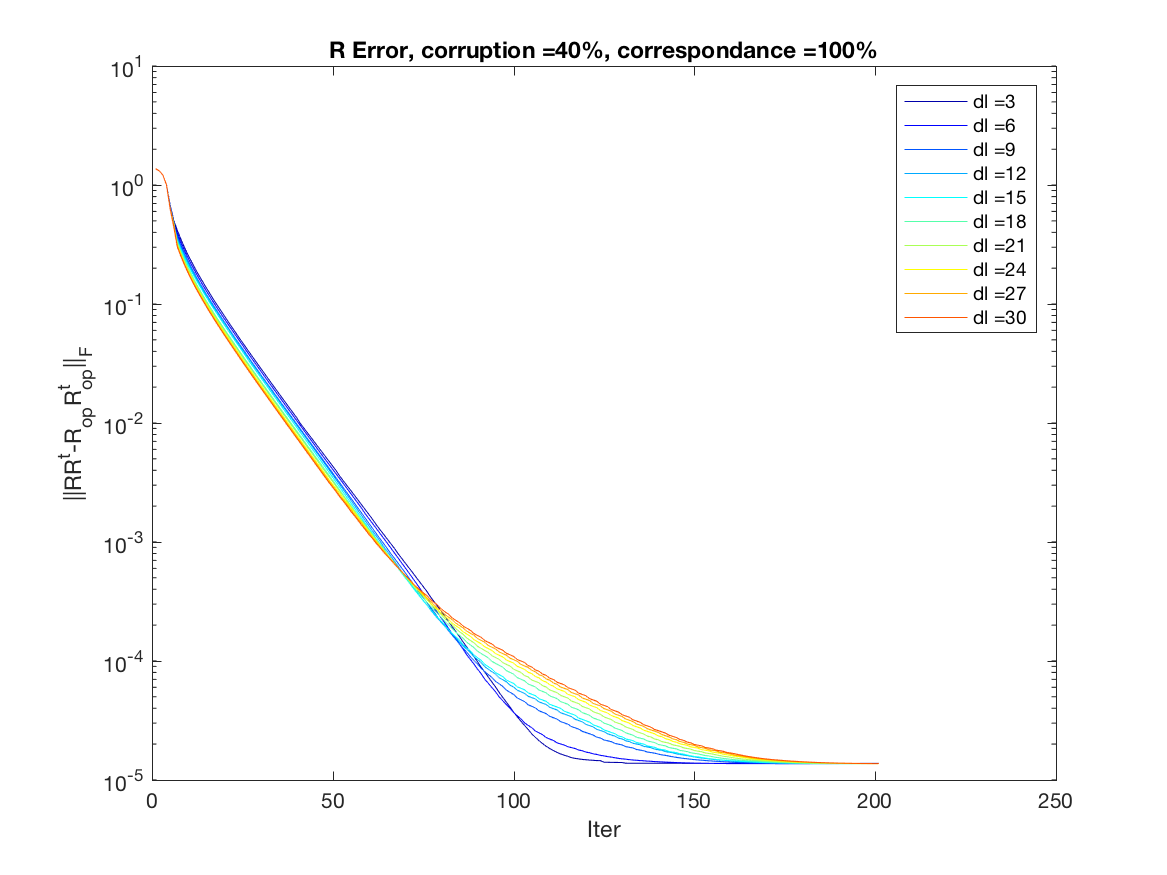 R Error, corruption =40%, correspondance =100%
10^1
10^0
10^-1
10^-2
10^-3
10^-4
10^-5
||RR^t-R_op R^t_op||_F
dl =3
dl =6
dl =9
dl =12
dl =15
dl =18
dl =21
dl =24
dl =27
dl =30
0 50 100 150 200 250
Iter